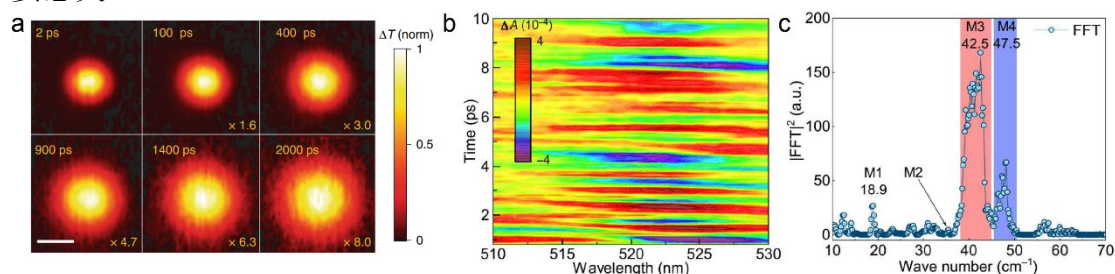 a
2 ps
100 ps
400 ps
× 1.6
× 3.0
900 ps
1400 ps
2000 ps
× 4.7
× 6.3
× 8.0
ΔT (norm)
1
0.5
0
b
ΔA (10⁻⁴)
4
−4
Time (ps)
10
8
6
4
2
510
515
520
525
530
Wavelength (nm)
c
M3
42.5
M4
47.5
FFT
M1
18.9
M2
|FFT|² (a.u.)
200
150
100
50
0
10
20
30
40
50
60
70
Wave number (cm⁻¹)